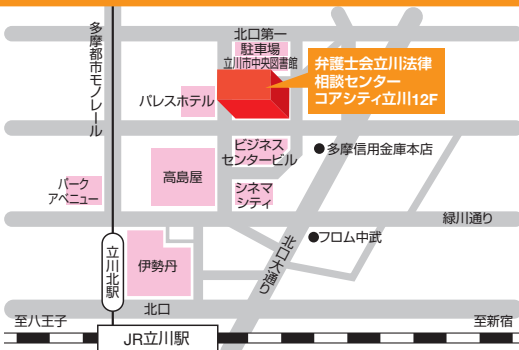 多摩都市モノレール
北口第一
駐車場
立川市中央図書館
弁護士会立川法律
相談センター
コアシティ立川12F
パレスホテル
ビジネス
センタービル
●多摩信用金庫本店
高島屋
パーク
アベニュー
シネマ
シティ
緑川通り
●フロム中武
北口大通り
立川北駅
伊勢丹
北口
至八王子
至新宿
JR立川駅